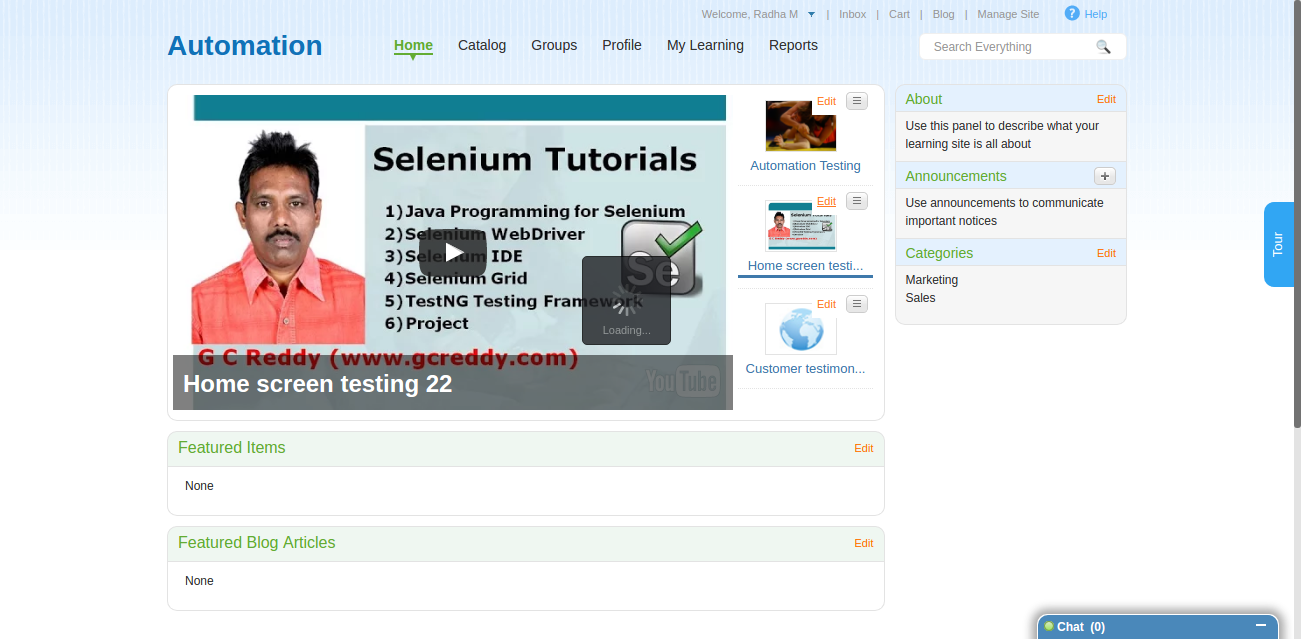 Welcome, Radha M | Inbox | Cart | Blog | Manage Site ? Help
Automation
Home Catalog Groups Profile My Learning Reports
Search Everything
Selenium Tutorials
1)Java Programming for Selenium
2)Selenium WebDriver
3)Selenium IDE
4)Selenium Grid
5)TestNG Testing Framework
6)Project
Se
Loading...
G C Reddy (www.gcreddy.com)
YouTube
Home screen testing 22
Edit
Automation Testing
Edit
Selenium Tutorials
Home screen testi...
Edit
Customer testimon...
About Edit
Use this panel to describe what your
learning site is all about
Announcements +
Use announcements to communicate
important notices
Categories Edit
Marketing
Sales
Tour
Featured Items Edit
None
Featured Blog Articles Edit
None
Chat (0)